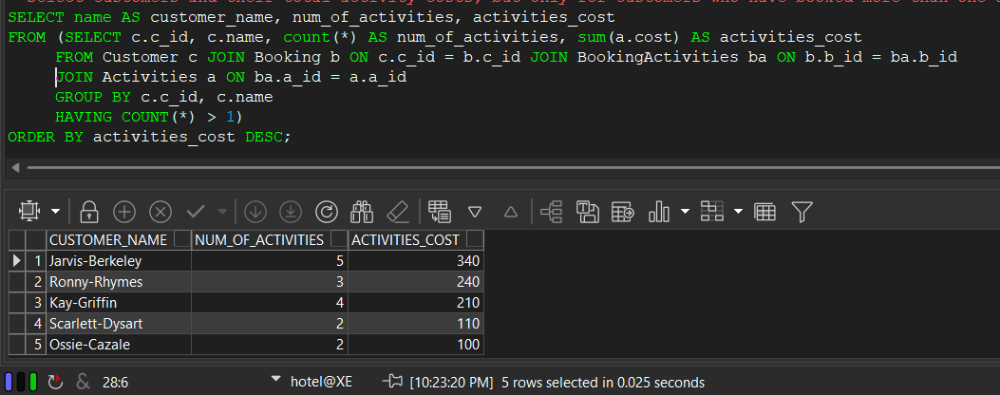 Select customers and their total activity costs, but only for customers who have booked more than one
SELECT name AS customer_name, num_of_activities, activities_cost
FROM (SELECT c.c_id, c.name, count(*) AS num_of_activities, sum(a.cost) AS activities_cost
FROM Customer c JOIN Booking b ON c.c_id = b.c_id JOIN BookingActivities ba ON b.b_id = ba.b_id
JOIN Activities a ON ba.a_id = a.a_id
GROUP BY c.c_id, c.name
HAVING COUNT(*) > 1)
ORDER BY activities_cost DESC;
CUSTOMER_NAME NUM_OF_ACTIVITIES ACTIVITIES_COST
1 Jarvis-Berkeley 5 340
2 Ronny-Rhymes 3 240
3 Kay-Griffin 4 210
4 Scarlett-Dysart 2 110
5 Ossie-Cazale 2 100
& 28:6 hotel@XE [10:23:20 PM] 5 rows selected in 0.025 seconds